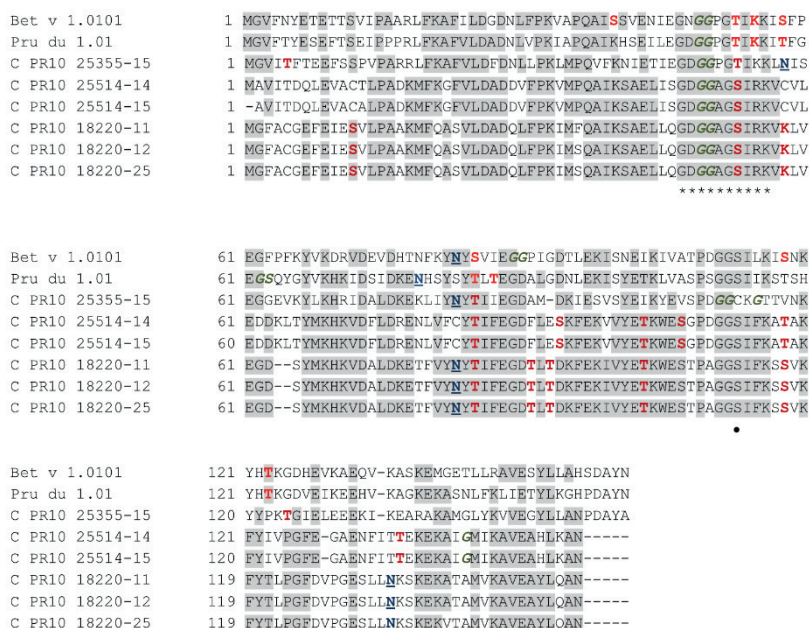 Bet v 1.0101 1 MGVFNYETETTSVIPAARLFKAFILDGDNLFPKVAPQAISSVENIEGNGGPGTIKKISFP
Pru du 1.01 1 MGVFTYESEFTSEIPPPRLFKAFVLDADNLVPKIAPQAIKHSEILEGDGGPGTIKKITFG
C PR10 25355-15 1 MGVITFTEEFSSPVPARRLFKAFVLDFDNLLPKLMPQVFKNIETIEGDGGPGTIKKLNIS
C PR10 25514-14 1 MAVITDQLEVACTLPADKMFKGFVLDADDVFPKVMPQAIKSAELISGDGGAGSIRKVCVL
C PR10 25514-15 1 -AVITDQLEVACTLPADKMFKGFVLDADDVFPKVMPQAIKSAELISGDGGAGSIRKVCVL
C PR10 18220-11 1 MGFACGEFEIESVLPAAKMFQASVLDADQLFPKIMFQAIKSAELLQGDGGAGSIRKVKLV
C PR10 18220-12 1 MGFACGEFEIESVLPAAKMFQASVLDADQLFPKIMSQAIKSAELLQGDGGAGSIRKVKLV
C PR10 18220-25 1 MGFACGEFEIESVLPAAKMFQASVLDADQLFPKIMSQAIKSAELLQGDGGAGSIRKVKLV
**********
Bet v 1.0101 61 EGFPFKYVKDRVDEVDHTNFKYNYSVIEGGPIGDTLEKISNEIKIVATPDGGSILKISNK
Pru du 1.01 61 EGSQYGYVKHKIDSIDKENHSYSYTLTEGDALGDNLEKISYETKLVASPSGGSIIKSTSH
C PR10 25355-15 61 EGGEVKYLKHRIDALDKEKLIYNYTIIEGDAM-DKIESVSYEIKYEVSPDGGCKGTTVNK
C PR10 25514-14 61 EDDKLTYMKHKVDFLDRENLVFCYTIFEGDFLESKFEKVVYETKWESGPDGGSIFKATAK
C PR10 25514-15 60 EDDKLTYMKHKVDFLDRENLVFCYTIFEGDFLESKFEKVVYETKWESGPDGGSIFKATAK
C PR10 18220-11 61 EGD--SYMKHKVDALDKETFVYNYTIFEGDTLTDKFEKIVYETKWESTPAGGSIFKSSVK
C PR10 18220-12 61 EGD--SYMKHKVDALDKETFVYNYTIFEGDTLTDKFEKIVYETKWESTPAGGSIFKSSVK
C PR10 18220-25 61 EGD--SYMKHKVDALDKETFVYNYTIFEGDTLTDKFEKIVYETKWESTPAGGSIFKSSVK
•
Bet v 1.0101 121 YHTKGDHEVKAEQV-KASKEMGETLLRAVESYLLAHSDAYN
Pru du 1.01 121 YHTKGDVEIKEEHV-KAGKEKASNLFKLIETYLKGHPDAYN
C PR10 25355-15 120 YYPKTGIELEEEKI-KEARAKAMGLYKVVEGYLLANPDAYA
C PR10 25514-14 121 FYIVPGFE-GAENFITTEKEKAIGMIKAVEAHLKAN-----
C PR10 25514-15 120 FYIVPGFE-GAENFITTEKEKAIGMIKAVEAHLKAN-----
C PR10 18220-11 119 FYTLPGFDVPGESLLNKSKEKATAMVKAVEAYLQAN-----
C PR10 18220-12 119 FYTLPGFDVPGESLLNKSKEKATAMVKAVEAYLQAN-----
C PR10 18220-25 119 FYTLPGFDVPGESLLNKSKEKVTAMVKAVEAYLQAN-----